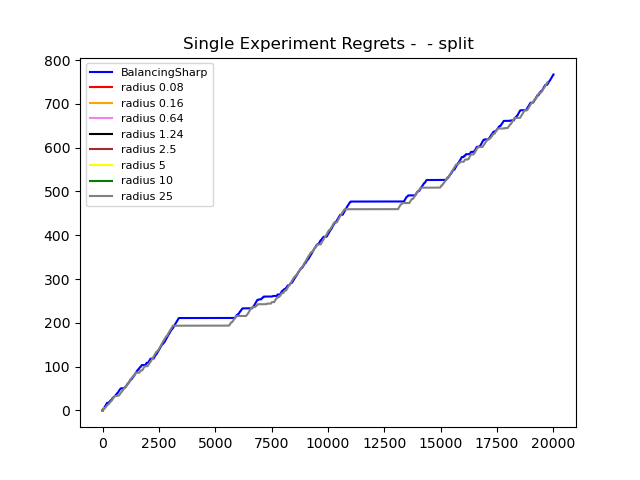 Single Experiment Regrets -  - split
800
700
600
500
400
300
200
100
0
BalancingSharp
radius 0.08
radius 0.16
radius 0.64
radius 1.24
radius 2.5
radius 5
radius 10
radius 25
0 2500 5000 7500 10000 12500 15000 17500 20000